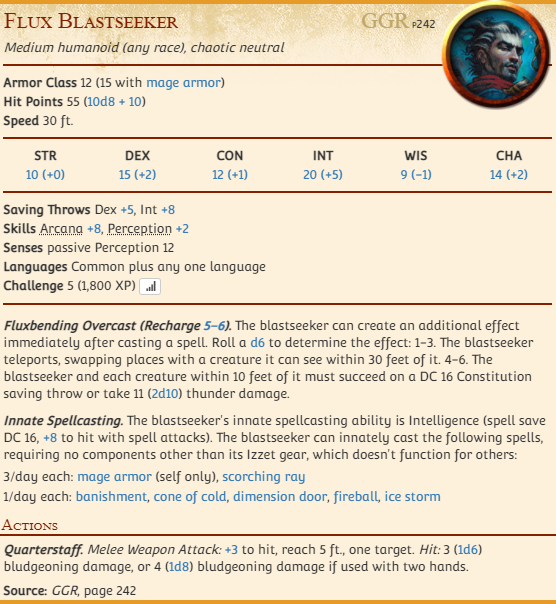 Flux Blastseeker GGR p242
Medium humanoid (any race), chaotic neutral
Armor Class 12 (15 with mage armor)
Hit Points 55 (10d8 + 10)
Speed 30 ft.
STR DEX CON INT WIS CHA
10 (+0) 15 (+2) 12 (+1) 20 (+5) 9 (−1) 14 (+2)
Saving Throws Dex +5, Int +8
Skills Arcana +8, Perception +2
Senses passive Perception 12
Languages Common plus any one language
Challenge 5 (1,800 XP)
Fluxbending Overcast (Recharge 5–6). The blastseeker can create an additional effect
immediately after casting a spell. Roll a d6 to determine the effect: 1–3. The blastseeker
teleports, swapping places with a creature it can see within 30 feet of it. 4–6. The
blastseeker and each creature within 10 feet of it must succeed on a DC 16 Constitution
saving throw or take 11 (2d10) thunder damage.
Innate Spellcasting. The blastseeker's innate spellcasting ability is Intelligence (spell save
DC 16, +8 to hit with spell attacks). The blastseeker can innately cast the following spells,
requiring no components other than its Izzet gear, which doesn't function for others:
3/day each: mage armor (self only), scorching ray
1/day each: banishment, cone of cold, dimension door, fireball, ice storm
Actions
Quarterstaff. Melee Weapon Attack: +3 to hit, reach 5 ft., one target. Hit: 3 (1d6)
bludgeoning damage, or 4 (1d8) bludgeoning damage if used with two hands.
Source: GGR, page 242